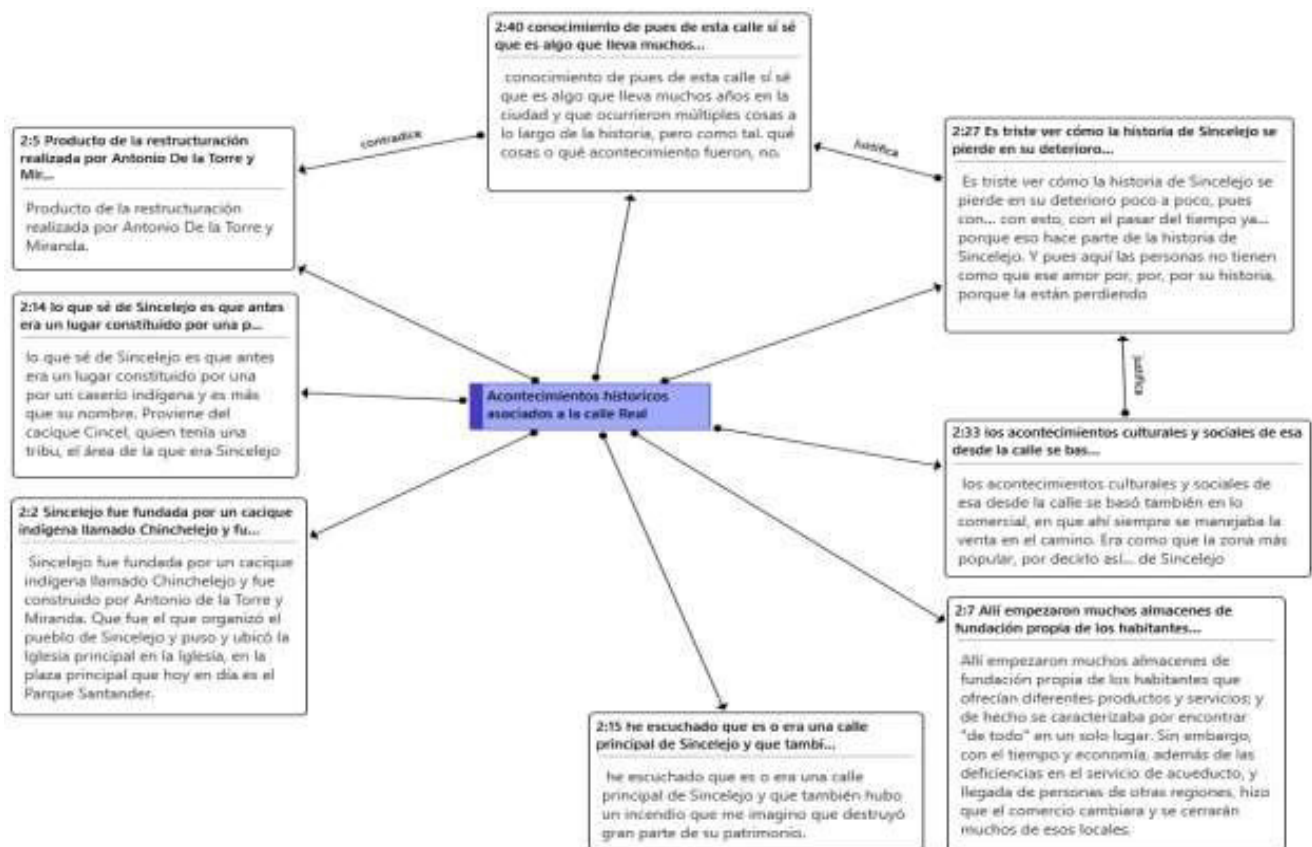 2:40 conocimiento de pues de esta calle sí sé
que es algo que lleva muchos...
conocimiento de pues de esta calle sí sé
que es algo que lleva muchos años en la
ciudad y que ocurrieron múltiples cosas a
lo largo de la historia, pero como tal. qué
cosas o qué acontecimiento fueron, no.
contradice
justifica
2:5 Producto de la restructuración
realizada por Antonio De la Torre y
Mir...
Producto de la restructuración
realizada por Antonio De la Torre y
Miranda.
2:27 Es triste ver cómo la historia de Sincelejo se
pierde en su deterioro...
Es triste ver cómo la historia de Sincelejo se
pierde en su deterioro poco a poco, pues
con... con esto, con el pasar del tiempo ya...
porque eso hace parte de la historia de
Sincelejo. Y pues aquí las personas no tienen
como que ese amor por, por, por su historia,
porque la están perdiendo
2:14 lo que sé de Sincelejo es que antes
era un lugar constituido por una p...
lo que sé de Sincelejo es que antes
era un lugar constituido por una
por un caserío indígena y es más
que su nombre. Proviene del
cacique Cincel, quien tenía una
tribu, el área de la que era Sincelejo
Acontecimientos históricos
asociados a la calle Real
justifica
2:33 los acontecimientos culturales y sociales de esa
desde la calle se bas...
los acontecimientos culturales y sociales de
esa desde la calle se basó también en lo
comercial, en que ahí siempre se manejaba la
venta en el camino. Era como que la zona más
popular, por decirlo así... de Sincelejo
2:2 Sincelejo fue fundada por un cacique
indígena llamado Chinchelejo y fu...
Sincelejo fue fundada por un cacique
indígena llamado Chinchelejo y fue
construido por Antonio de la Torre y
Miranda. Que fue el que organizó el
pueblo de Sincelejo y puso y ubicó la
Iglesia principal en la Iglesia, en la
plaza principal que hoy en día es el
Parque Santander.
2:7 Allí empezaron muchos almacenes de
fundación propia de los habitantes...
Allí empezaron muchos almacenes de
fundación propia de los habitantes que
ofrecían diferentes productos y servicios; y
de hecho se caracterizaba por encontrar
"de todo" en un solo lugar. Sin embargo,
con el tiempo y economía, además de las
deficiencias en el servicio de acueducto, y
llegada de personas de otras regiones, hizo
que el comercio cambiara y se cerrarán
muchos de esos locales.
2:15 he escuchado que es o era una calle
principal de Sincelejo y que tambi...
he escuchado que es o era una calle
principal de Sincelejo y que también hubo
un incendio que me imagino que destruyó
gran parte de su patrimonio.